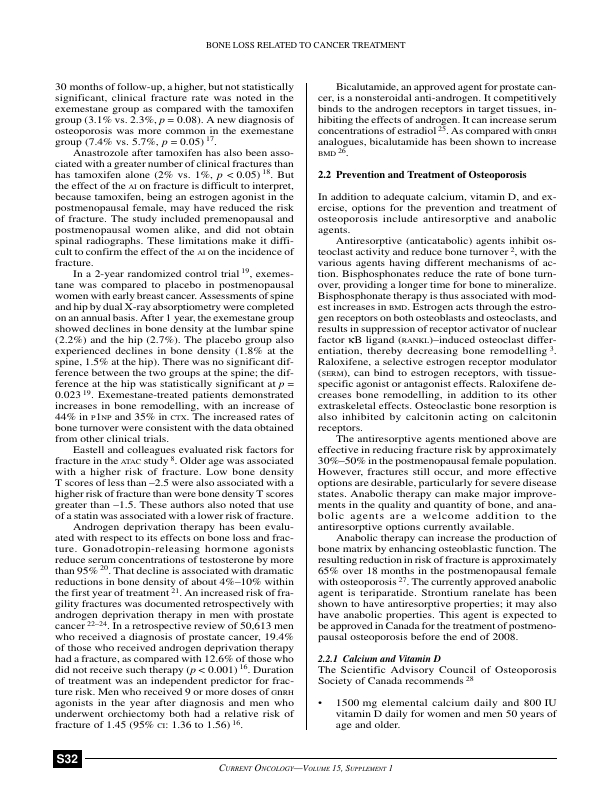 BONE LOSS RELATED TO CANCER TREATMENT
30 months of follow-up, a higher, but not statistically
significant, clinical fracture rate was noted in the
exemestane group as compared with the tamoxifen
group (3.1% vs. 2.3%, p = 0.08). A new diagnosis of
osteoporosis was more common in the exemestane
group (7.4% vs. 5.7%, p = 0.05) 17.
Anastrozole after tamoxifen has also been asso-
ciated with a greater number of clinical fractures than
has tamoxifen alone (2% vs. 1%, p < 0.05) 18. But
the effect of the AI on fracture is difficult to interpret,
because tamoxifen, being an estrogen agonist in the
postmenopausal female, may have reduced the risk
of fracture. The study included premenopausal and
postmenopausal women alike, and did not obtain
spinal radiographs. These limitations make it diffi-
cult to confirm the effect of the AI on the incidence of
fracture.
In a 2-year randomized control trial 19, exemes-
tane was compared to placebo in postmenopausal
women with early breast cancer. Assessments of spine
and hip by dual X-ray absorptiometry were completed
on an annual basis. After 1 year, the exemestane group
showed declines in bone density at the lumbar spine
(2.2%) and the hip (2.7%). The placebo group also
experienced declines in bone density (1.8% at the
spine, 1.5% at the hip). There was no significant dif-
ference between the two groups at the spine; the dif-
ference at the hip was statistically significant at p =
0.023 19. Exemestane-treated patients demonstrated
increases in bone remodelling, with an increase of
44% in P1NP and 35% in CTX. The increased rates of
bone turnover were consistent with the data obtained
from other clinical trials.
Eastell and colleagues evaluated risk factors for
fracture in the ATAC study 8. Older age was associated
with a higher risk of fracture. Low bone density
T scores of less than –2.5 were also associated with a
higher risk of fracture than were bone density T scores
greater than –1.5. These authors also noted that use
of a statin was associated with a lower risk of fracture.
Androgen deprivation therapy has been evalu-
ated with respect to its effects on bone loss and frac-
ture. Gonadotropin-releasing hormone agonists
reduce serum concentrations of testosterone by more
than 95% 20. That decline is associated with dramatic
reductions in bone density of about 4%–10% within
the first year of treatment 21. An increased risk of fra-
gility fractures was documented retrospectively with
androgen deprivation therapy in men with prostate
cancer 22–24. In a retrospective review of 50,613 men
who received a diagnosis of prostate cancer, 19.4%
of those who received androgen deprivation therapy
had a fracture, as compared with 12.6% of those who
did not receive such therapy (p < 0.001) 16. Duration
of treatment was an independent predictor for frac-
ture risk. Men who received 9 or more doses of GNRH
agonists in the year after diagnosis and men who
underwent orchiectomy both had a relative risk of
fracture of 1.45 (95% CI: 1.36 to 1.56) 16.
Bicalutamide, an approved agent for prostate can-
cer, is a nonsteroidal anti-androgen. It competitively
binds to the androgen receptors in target tissues, in-
hibiting the effects of androgen. It can increase serum
concentrations of estradiol 25. As compared with GNRH
analogues, bicalutamide has been shown to increase
BMD 26.
2.2 Prevention and Treatment of Osteoporosis
In addition to adequate calcium, vitamin D, and ex-
ercise, options for the prevention and treatment of
osteoporosis include antiresorptive and anabolic
agents.
Antiresorptive (anticatabolic) agents inhibit os-
teoclast activity and reduce bone turnover 2, with the
various agents having different mechanisms of ac-
tion. Bisphosphonates reduce the rate of bone turn-
over, providing a longer time for bone to mineralize.
Bisphosphonate therapy is thus associated with mod-
est increases in BMD. Estrogen acts through the estro-
gen receptors on both osteoblasts and osteoclasts, and
results in suppression of receptor activator of nuclear
factor κB ligand (RANKL)–induced osteoclast differ-
entiation, thereby decreasing bone remodelling 3.
Raloxifene, a selective estrogen receptor modulator
(SERM), can bind to estrogen receptors, with tissue-
specific agonist or antagonist effects. Raloxifene de-
creases bone remodelling, in addition to its other
extraskeletal effects. Osteoclastic bone resorption is
also inhibited by calcitonin acting on calcitonin
receptors.
The antiresorptive agents mentioned above are
effective in reducing fracture risk by approximately
30%–50% in the postmenopausal female population.
However, fractures still occur, and more effective
options are desirable, particularly for severe disease
states. Anabolic therapy can make major improve-
ments in the quality and quantity of bone, and ana-
bolic agents are a welcome addition to the
antiresorptive options currently available.
Anabolic therapy can increase the production of
bone matrix by enhancing osteoblastic function. The
resulting reduction in risk of fracture is approximately
65% over 18 months in the postmenopausal female
with osteoporosis 27. The currently approved anabolic
agent is teriparatide. Strontium ranelate has been
shown to have antiresorptive properties; it may also
have anabolic properties. This agent is expected to
be approved in Canada for the treatment of postmeno-
pausal osteoporosis before the end of 2008.
2.2.1 Calcium and Vitamin D
The Scientific Advisory Council of Osteoporosis
Society of Canada recommends 28
• 1500 mg elemental calcium daily and 800 IU
vitamin D daily for women and men 50 years of
age and older.
S32
CURRENT ONCOLOGY—VOLUME 15, SUPPLEMENT 1